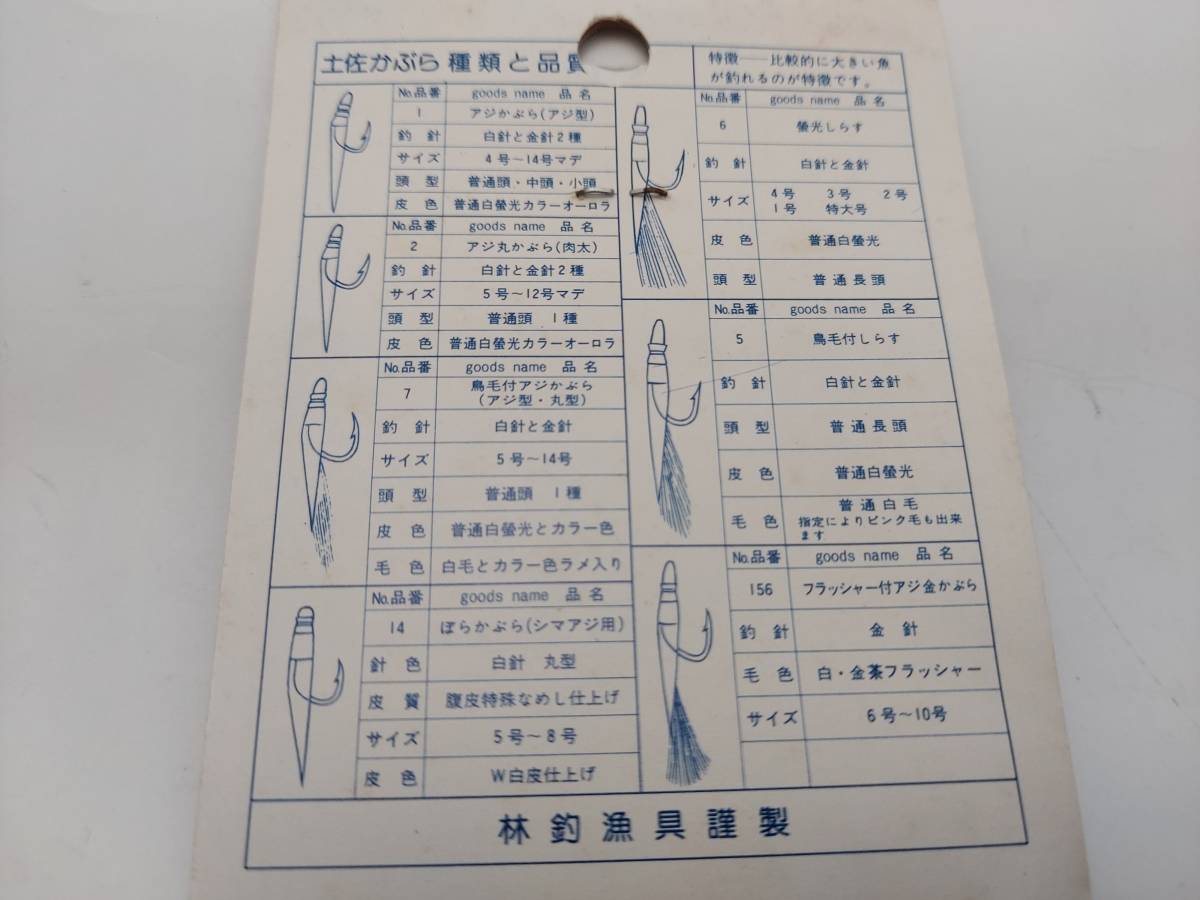 土佐かぶら 種類と品質
特徴――比較的に大きい魚
が釣れるのが特徴です。
No.品番 goods name 品名
1 アジかぶら(アジ型)
釣針 白針と金針2種
サイズ 4号〜14号マデ
頭型 普通頭・中頭・小頭
皮色 普通白螢光カラーオーロラ
No.品番 goods name 品名
2 アジ丸かぶら(肉太)
釣針 白針と金針2種
サイズ 5号〜12号マデ
頭型 普通頭 1種
皮色 普通白螢光カラーオーロラ
No.品番 goods name 品名
7 鳥毛付アジかぶら
(アジ型・丸型)
釣針 白針と金針
サイズ 5号〜14号
頭型 普通頭 1種
皮色 普通白螢光とカラー色
毛色 白毛とカラー色ラメ入り
No.品番 goods name 品名
14 ぼらかぶら(シマアジ用)
針色 白針 丸型
皮質 腹皮特殊なめし仕上げ
サイズ 5号〜8号
皮色 W白皮仕上げ
No.品番 goods name 品名
6 螢光しらす
釣針 白針と金針
サイズ 4号 3号 2号
1号 特大号
皮色 普通白螢光
頭型 普通長頭
No.品番 goods name 品名
5 鳥毛付しらす
釣針 白針と金針
頭型 普通長頭
皮色 普通白螢光
毛色 普通白毛
指定によりピンク毛も出来
ます
No.品番 goods name 品名
156 フラッシャー付アジ金かぶら
釣針 金針
毛色 白・金茶フラッシャー
サイズ 6号〜10号
林釣漁具謹製